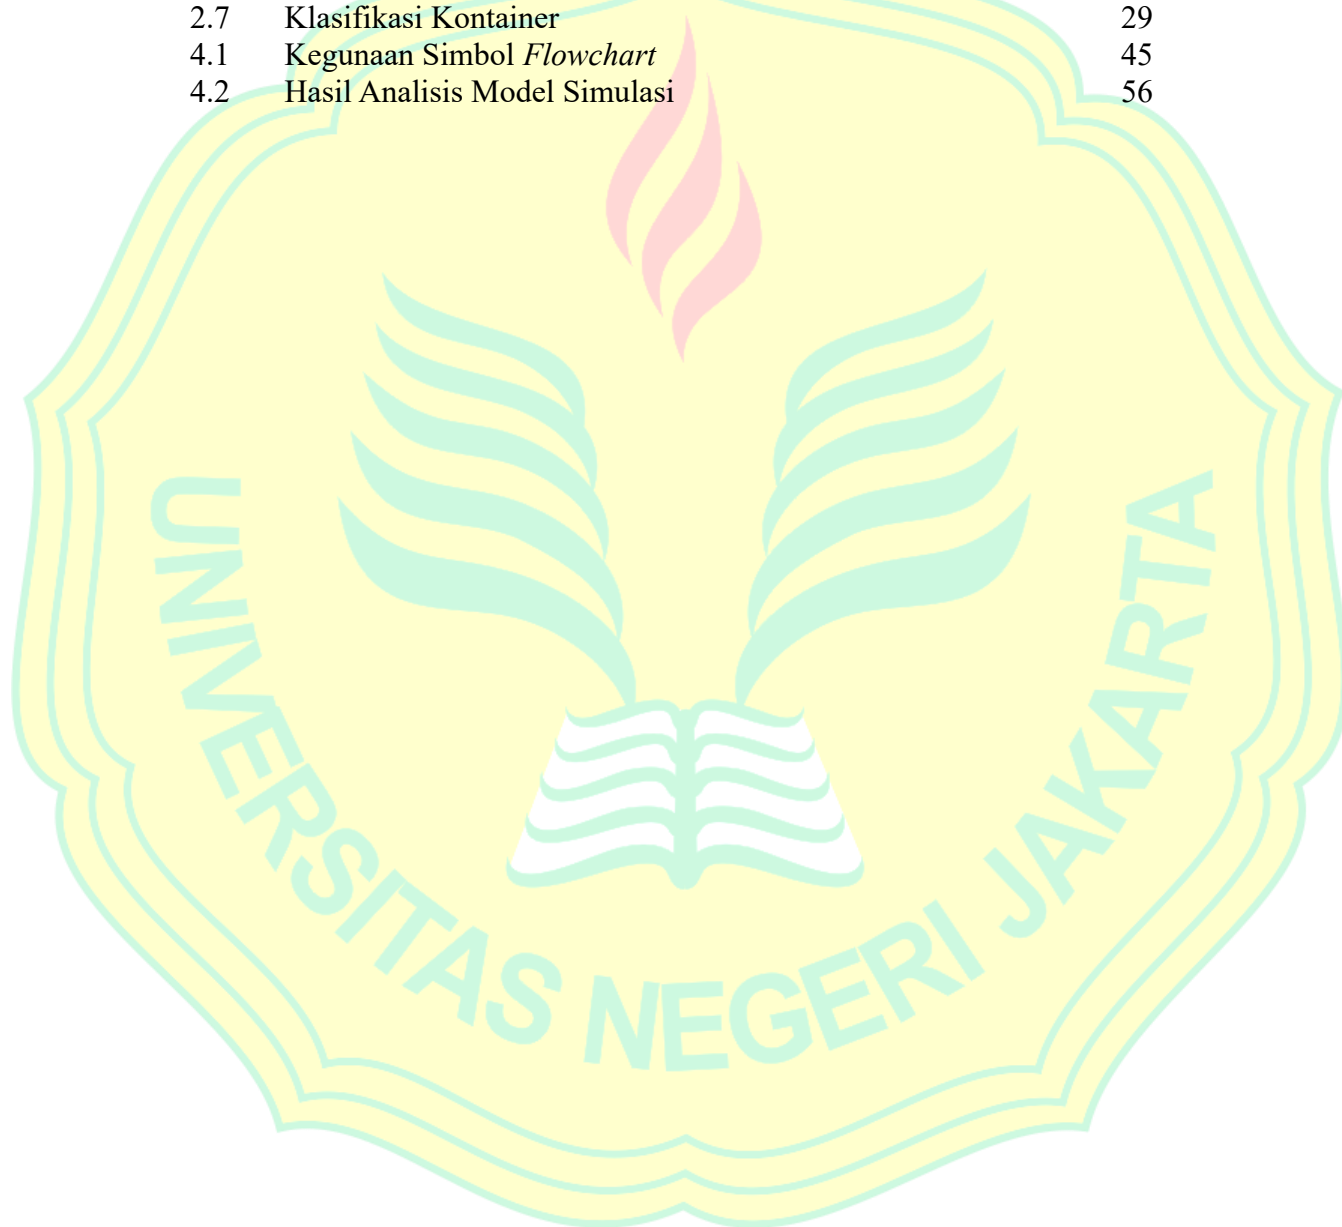 2.7 Klasifikasi Kontainer 29
4.1 Kegunaan Simbol Flowchart 45
4.2 Hasil Analisis Model Simulasi 56
UNIVERSITAS NEGERI JAKARTA